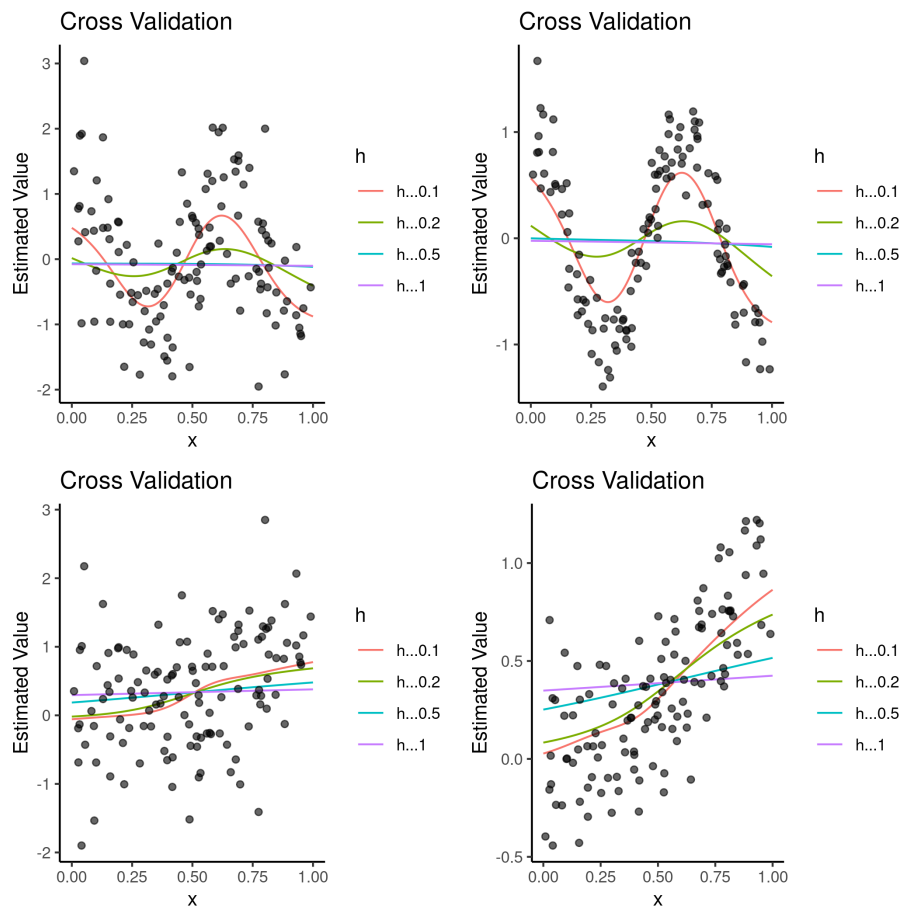 Cross Validation
Estimated Value
3
2
1
0
-1
-2
0.00 0.25 0.50 0.75 1.00
x
h
h...0.1
h...0.2
h...0.5
h...1
Cross Validation
Estimated Value
1
0
-1
0.00 0.25 0.50 0.75 1.00
x
h
h...0.1
h...0.2
h...0.5
h...1
Cross Validation
Estimated Value
3
2
1
0
-1
-2
0.00 0.25 0.50 0.75 1.00
x
h
h...0.1
h...0.2
h...0.5
h...1
Cross Validation
Estimated Value
1.0
0.5
0.0
-0.5
0.00 0.25 0.50 0.75 1.00
x
h
h...0.1
h...0.2
h...0.5
h...1